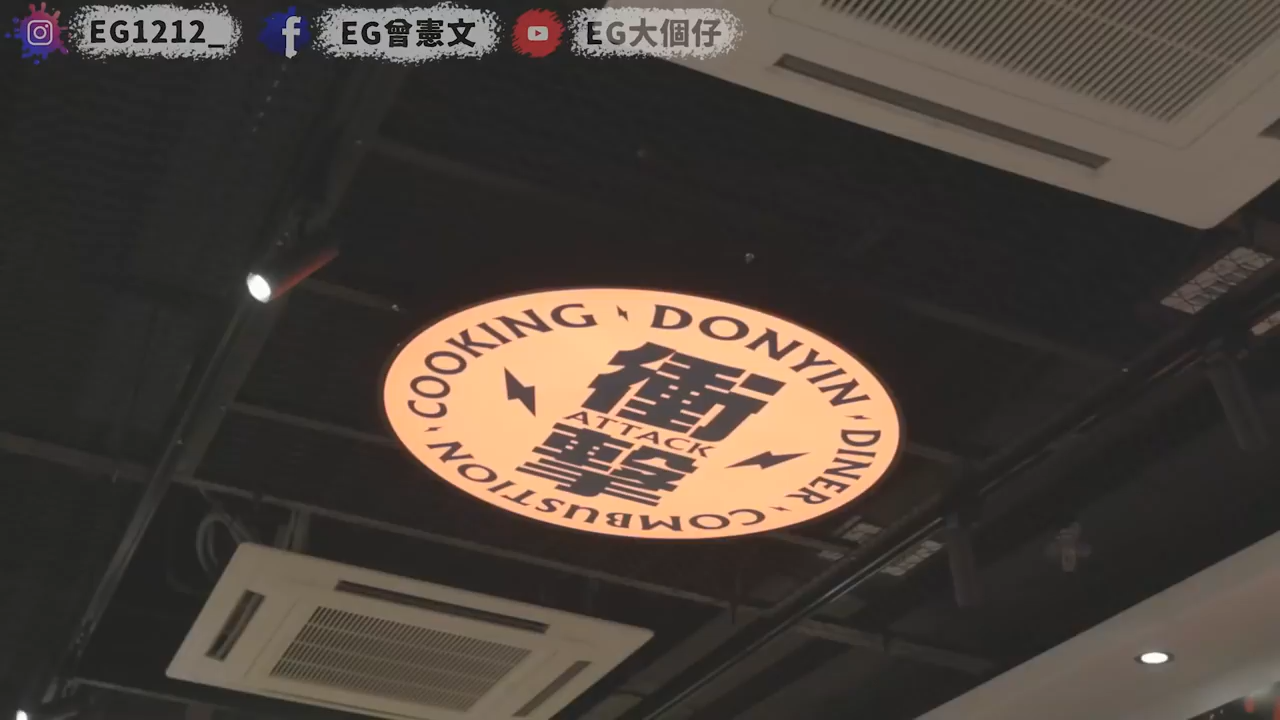 EG1212_
EG曾憲文
EG大個仔
COOKING DONYIN DINER COMBUSTION
衝
ATTACK
擊